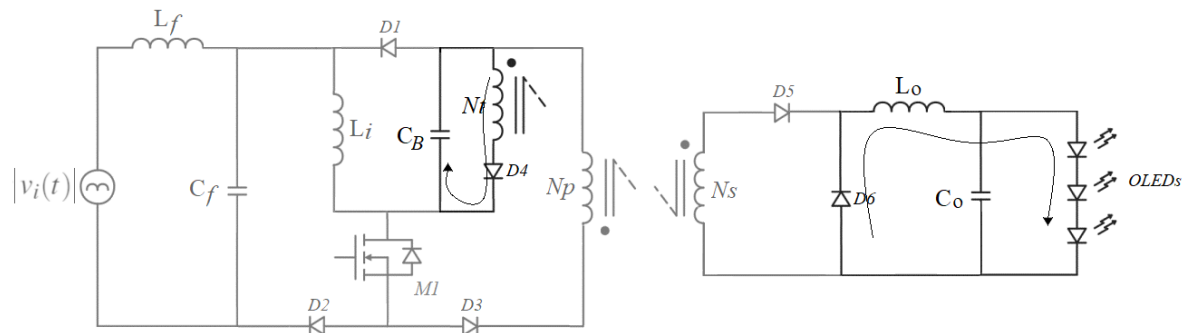 L_f
D1
D5
L_o
N_t
L_i
C_B
D4
|v_i(t)|
C_f
Np
Ns
D6
C_o
OLEDs
M1
D2
D3